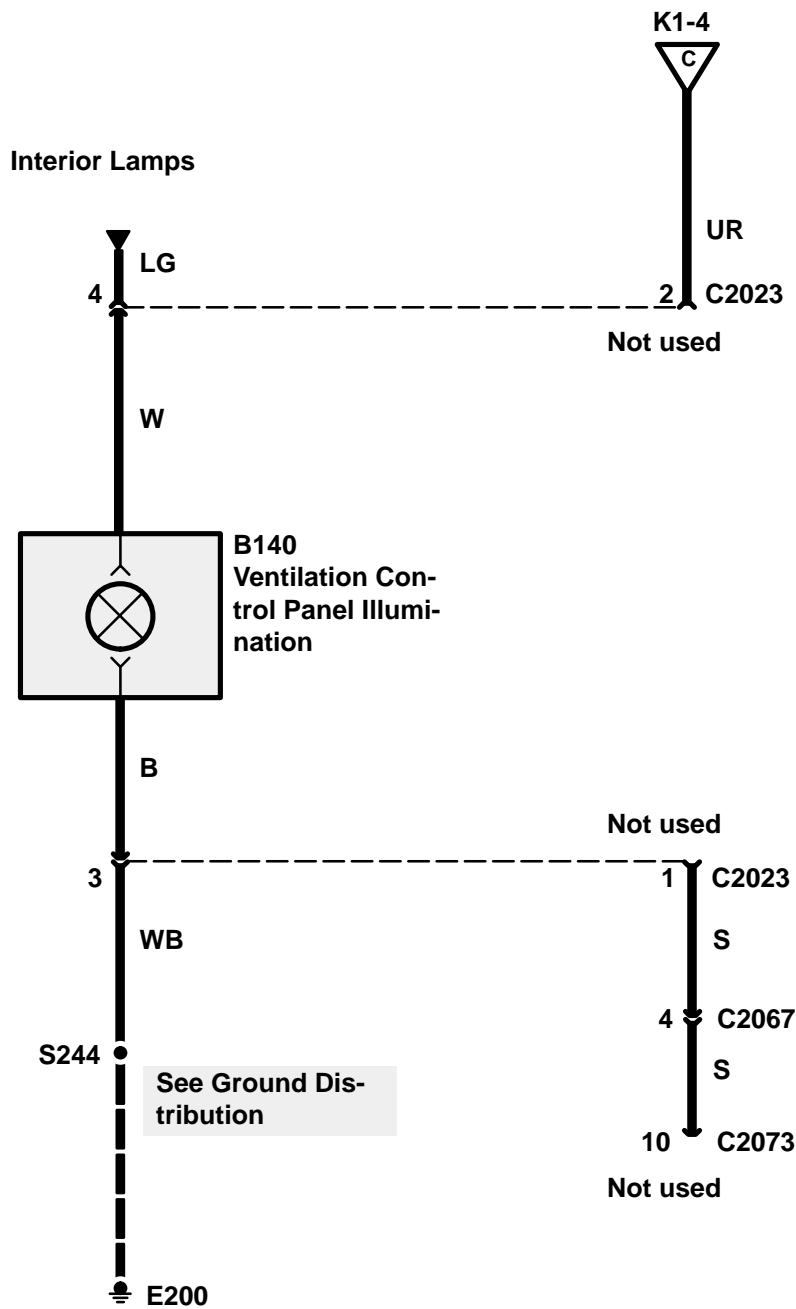 K1-4
C
Interior Lamps
UR
LG
4
2 C2023
Not used
W
B140
Ventilation Con-
trol Panel Illumi-
nation
B
Not used
3
1 C2023
WB
S
4 C2067
S244
S
See Ground Dis-
tribution
10 C2073
Not used
E200